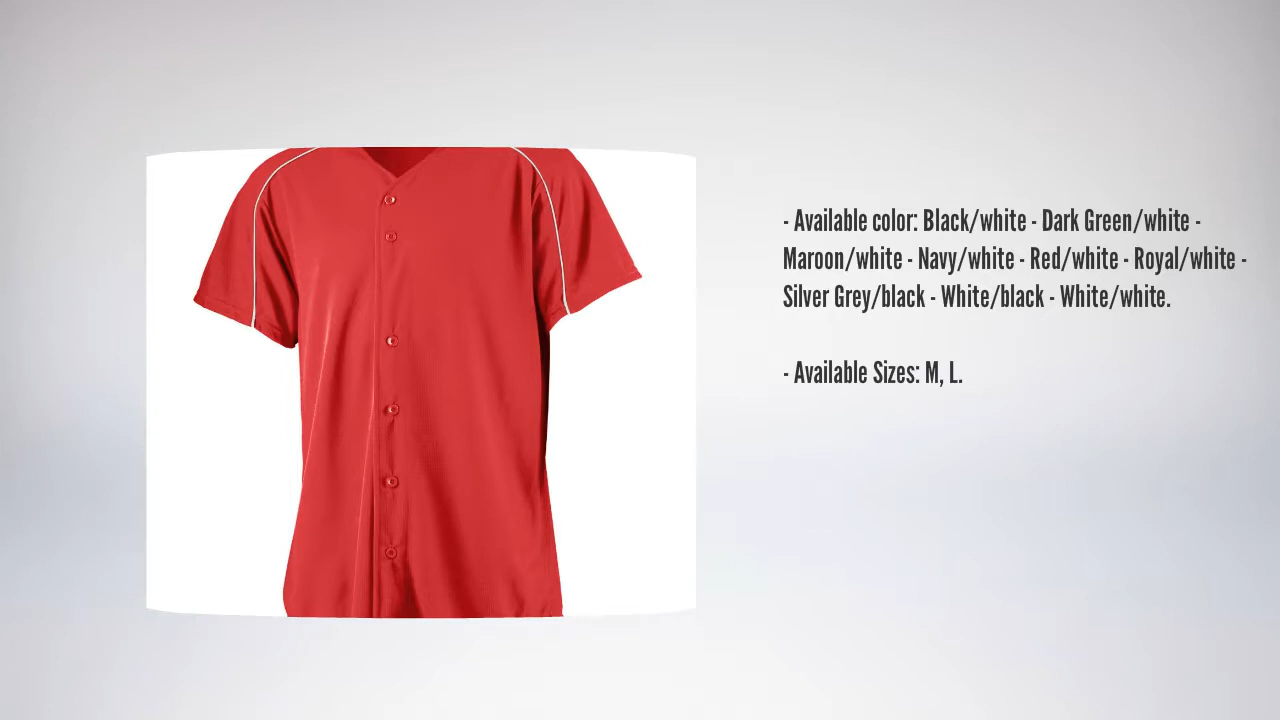 - Available color: Black/white - Dark Green/white -
Maroon/white - Navy/white - Red/white - Royal/white -
Silver Grey/black - White/black - White/white.
- Available Sizes: M, L.